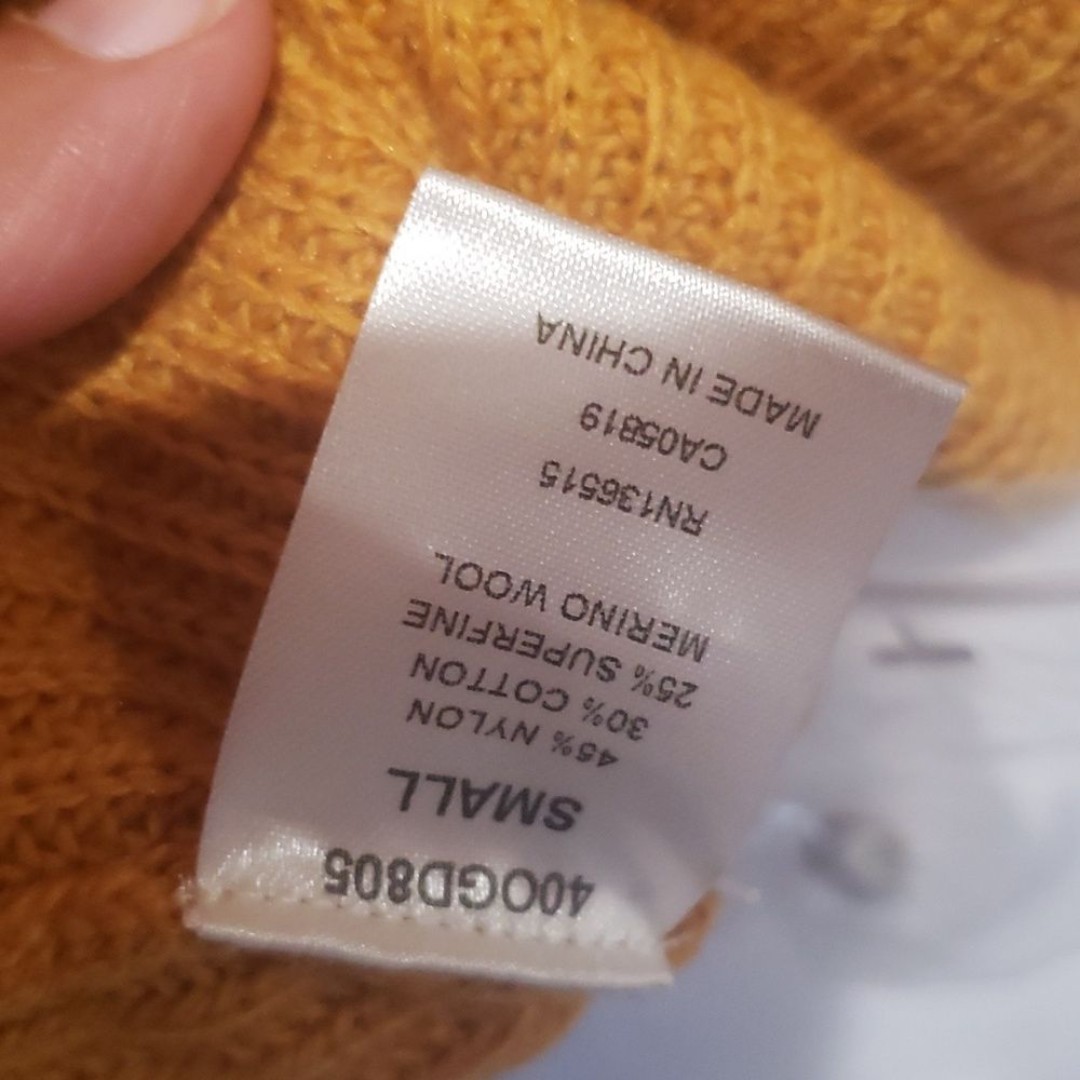 400GD805
SMALL
45% NYLON
30% COTTON
25% SUPERFINE
MERINO WOOL
RN136515
CA05819
MADE IN CHINA